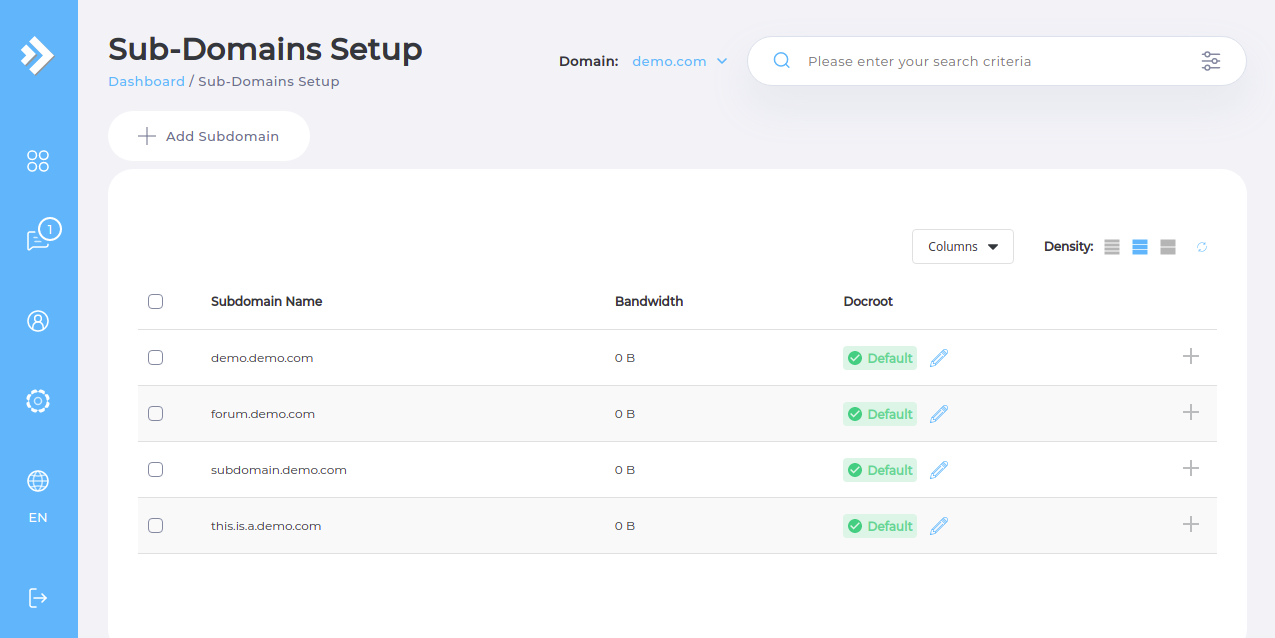 Sub-Domains Setup
Dashboard / Sub-Domains Setup
Domain: demo.com
Please enter your search criteria
Add Subdomain
1
EN
Columns
Density:
Subdomain Name Bandwidth Docroot
demo.demo.com 0 B Default
forum.demo.com 0 B Default
subdomain.demo.com 0 B Default
this.is.a.demo.com 0 B Default